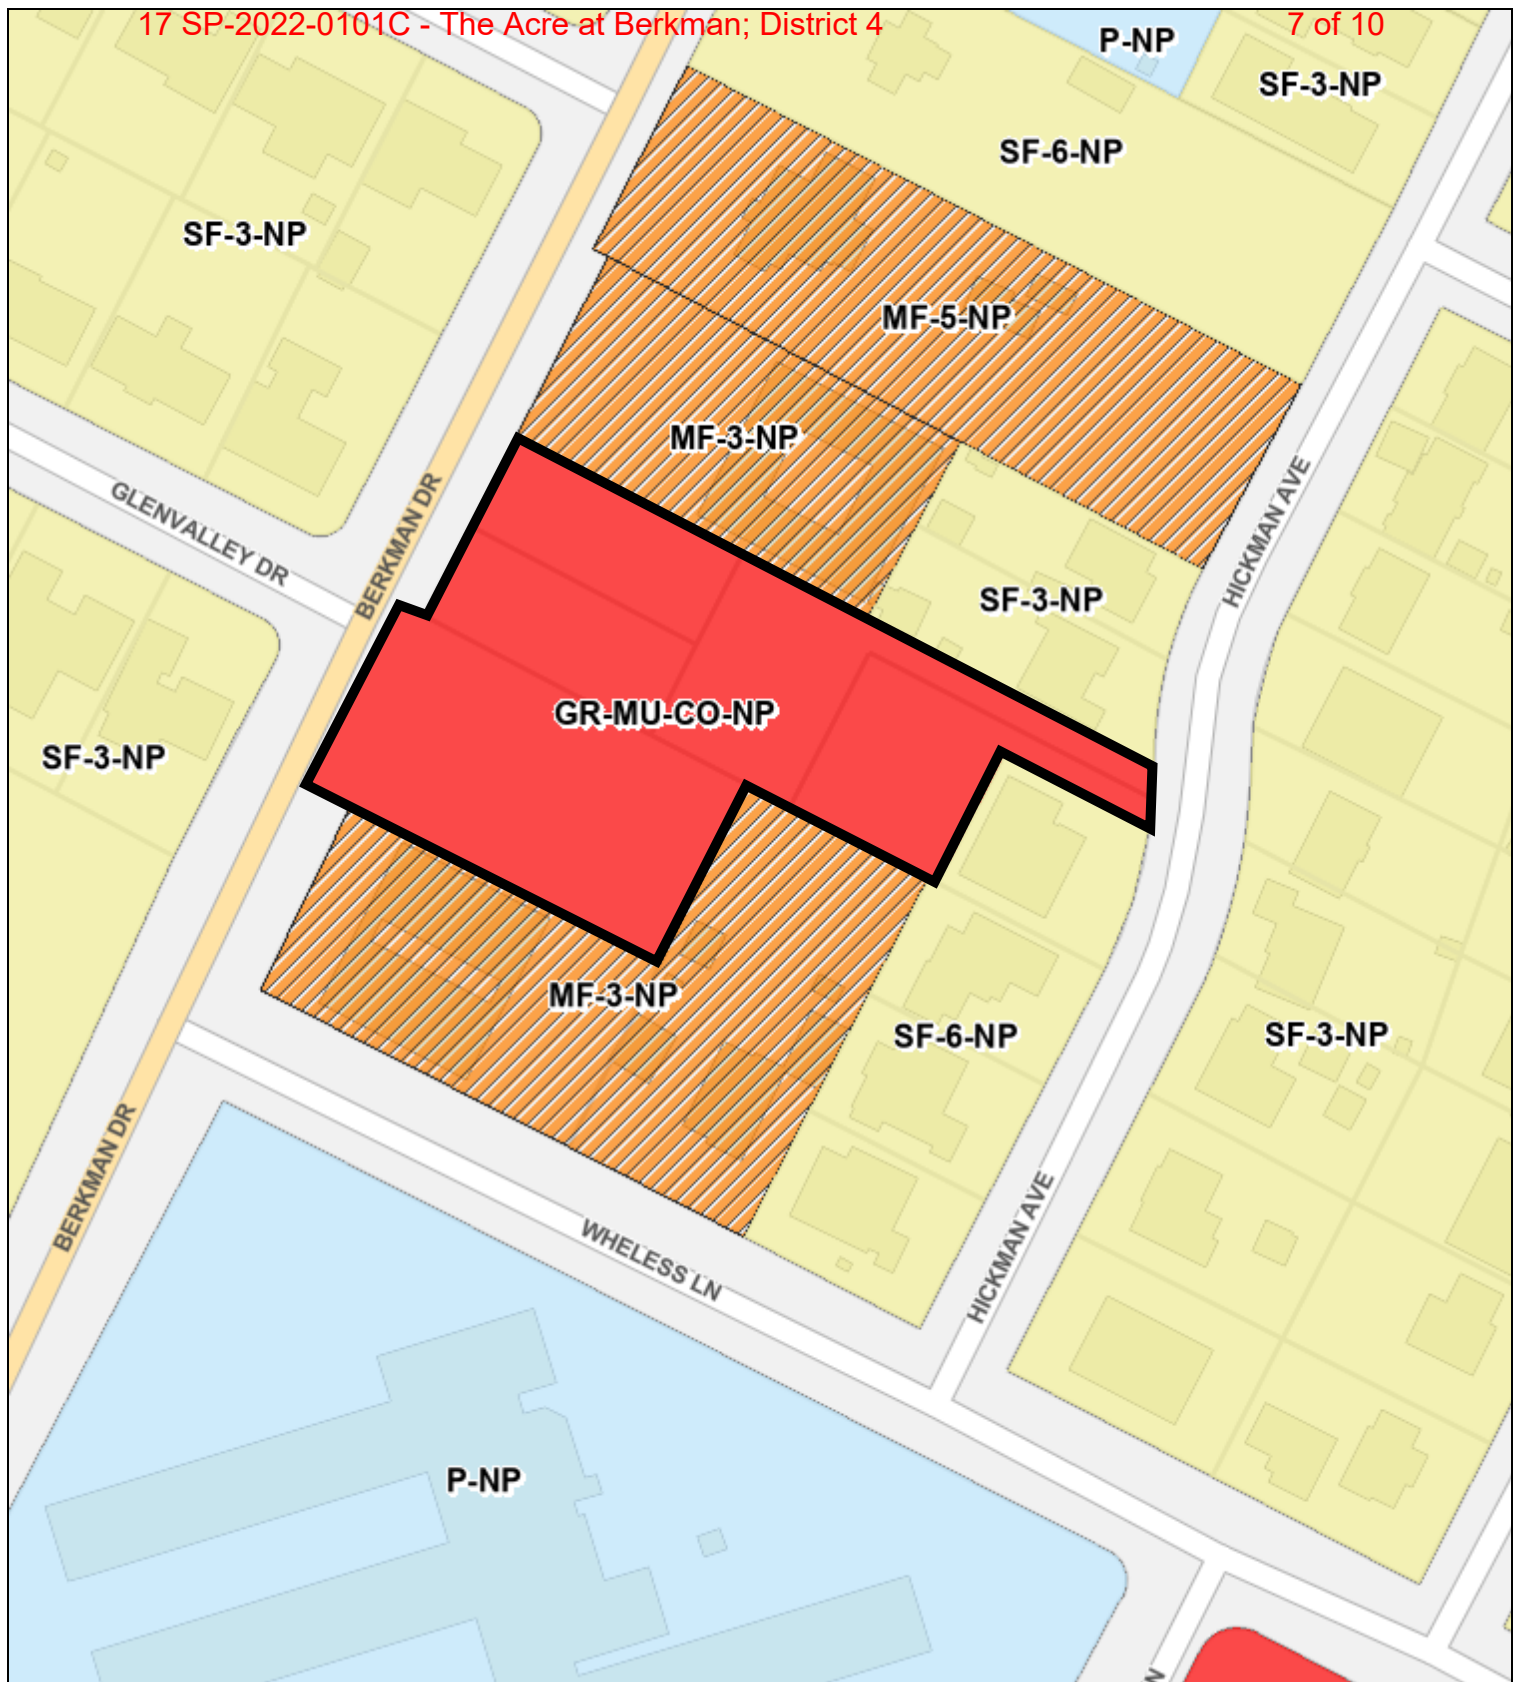 17 SP-2022-0101C - The Acre at Berkman; District 4
7 of 10
P-NP
SF-3-NP
SF-6-NP
SF-3-NP
MF-5-NP
MF-3-NP
GLENVALLEY DR
BERKMAN DR
HICKMAN AVE
SF-3-NP
GR-MU-CO-NP
SF-3-NP
MF-3-NP
SF-6-NP
SF-3-NP
BERKMAN DR
WHELESS LN
HICKMAN AVE
P-NP
N